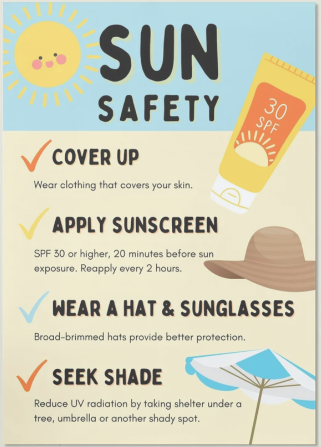 SUN
SAFETY
30
SPF
COVER UP
Wear clothing that covers your skin.
APPLY SUNSCREEN
SPF 30 or higher, 20 minutes before sun
exposure. Reapply every 2 hours.
WEAR A HAT & SUNGLASSES
Broad-brimmed hats provide better protection.
SEEK SHADE
Reduce UV radiation by taking shelter under a
tree, umbrella or another shady spot.